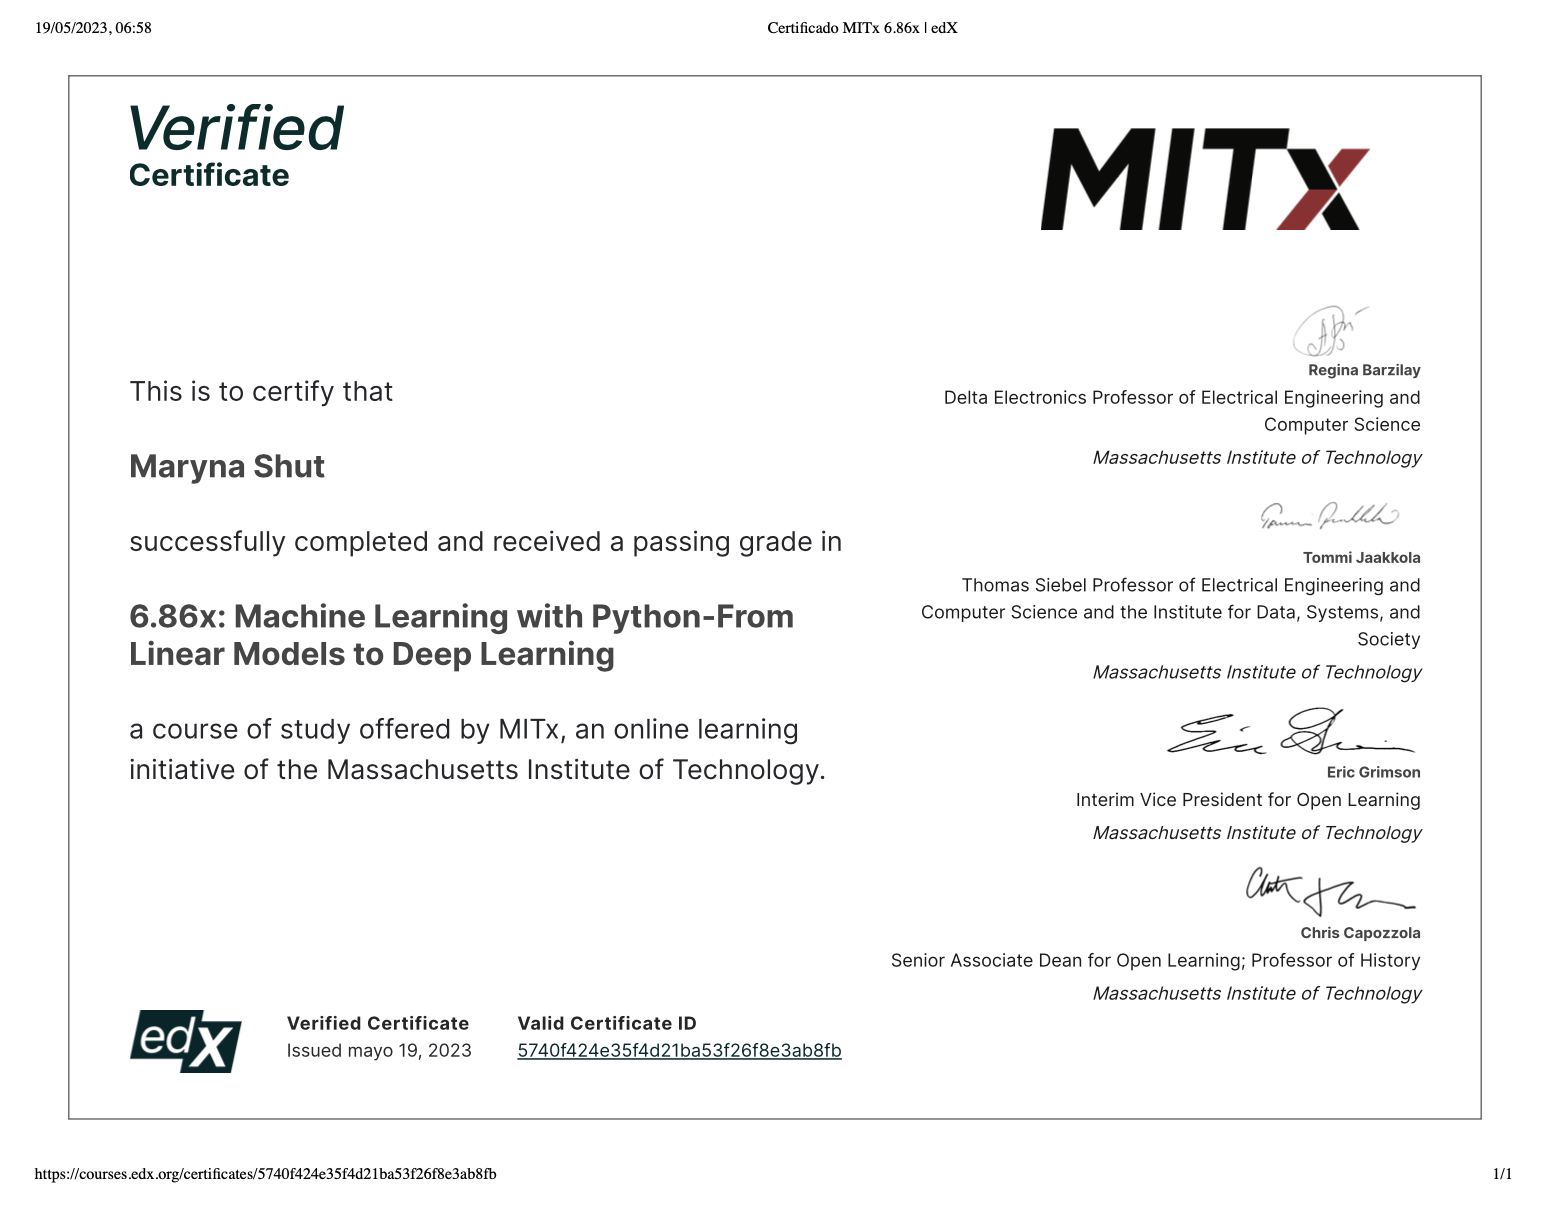 19/05/2023, 06:58
Certificado MITx 6.86x | edX
Verified
Certificate
MITx
This is to certify that
Maryna Shut
successfully completed and received a passing grade in
6.86x: Machine Learning with Python-From
Linear Models to Deep Learning
a course of study offered by MITx, an online learning
initiative of the Massachusetts Institute of Technology.
Regina Barzilay
Delta Electronics Professor of Electrical Engineering and
Computer Science
Massachusetts Institute of Technology
Tommi Jaakkola
Thomas Siebel Professor of Electrical Engineering and
Computer Science and the Institute for Data, Systems, and
Society
Massachusetts Institute of Technology
Eric Grimson
Interim Vice President for Open Learning
Massachusetts Institute of Technology
Chris Capozzola
Senior Associate Dean for Open Learning; Professor of History
Massachusetts Institute of Technology
edX
Verified Certificate
Issued mayo 19, 2023
Valid Certificate ID
5740f424e35f4d21ba53f26f8e3ab8fb
https://courses.edx.org/certificates/5740f424e35f4d21ba53f26f8e3ab8fb
1/1